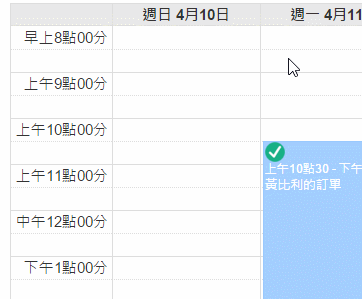 週日 4月10日 週一 4月11
早上8點00分
上午9點00分
上午10點00分
上午10點30 - 下午
黃比利的訂單
上午11點00分
中午12點00分
下午1點00分